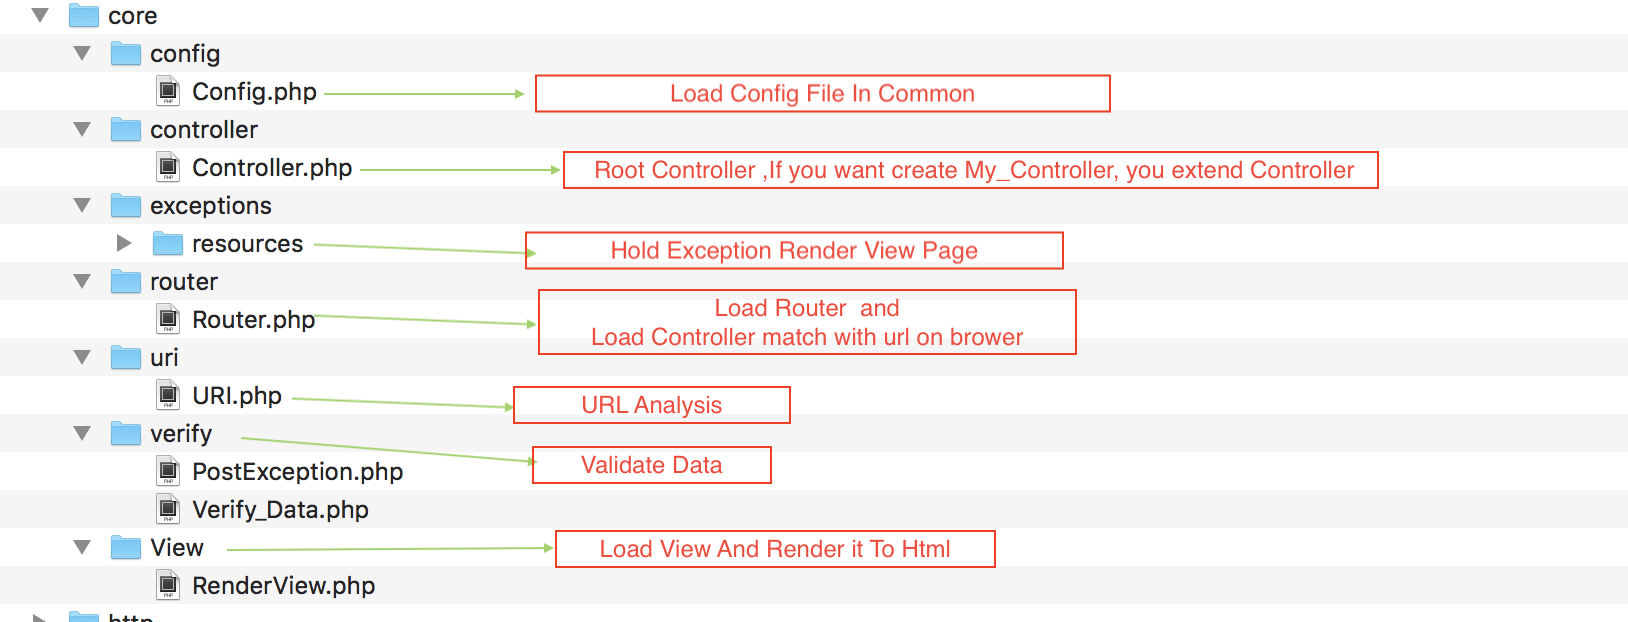 core
config
Config.php
Load Config File In Common
controller
Controller.php
Root Controller ,If you want create My_Controller, you extend Controller
exceptions
resources
Hold Exception Render View Page
router
Router.php
Load Router  and
Load Controller match with url on brower
uri
URI.php
URL Analysis
verify
Validate Data
PostException.php
Verify_Data.php
View
Load View And Render it To Html
RenderView.php
http